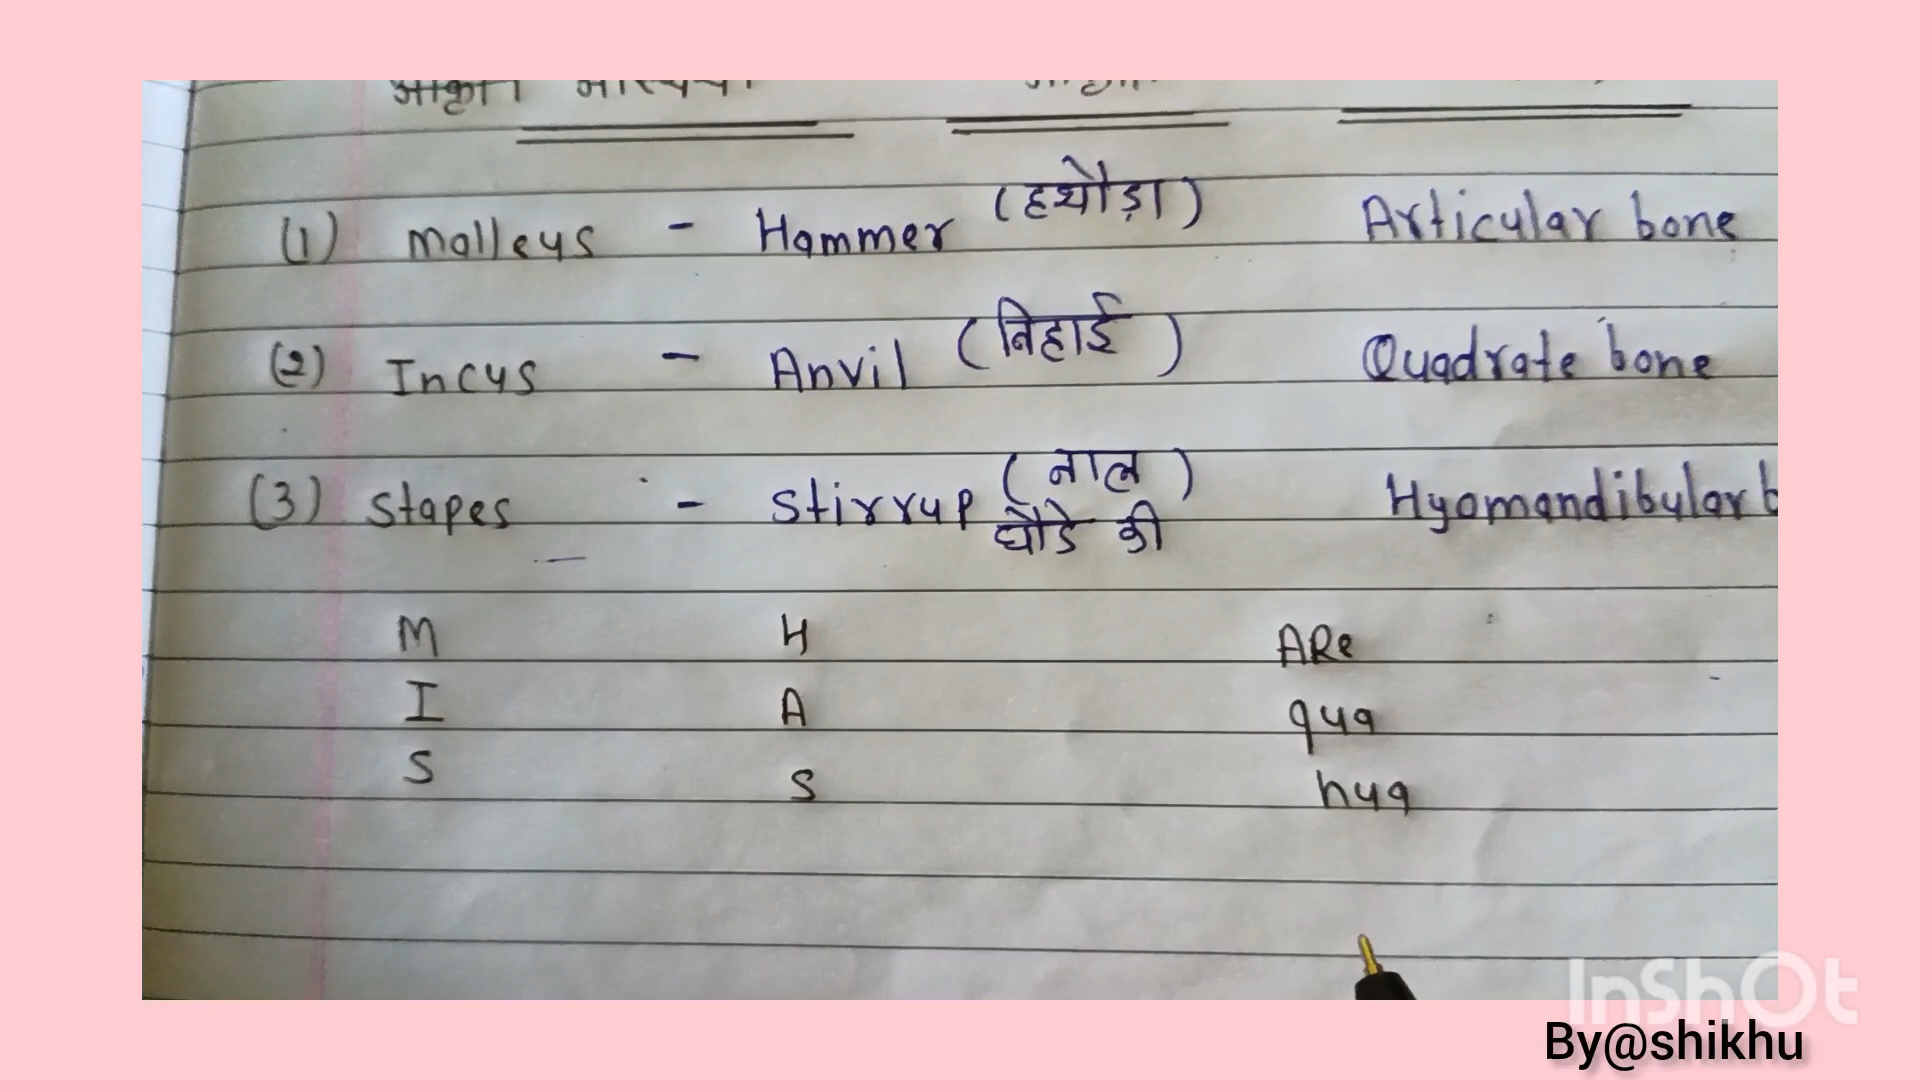 (1) Malleus - Hammer (हथौड़ा) Articular bone
(2) Incus - Anvil (निहाई) Quadrate bone
(3) Stapes - Stirrup (नाल) Hyomandibular b
घोडे की
M H ARe
I A qua
S S hya
InShOt
By@shikhu